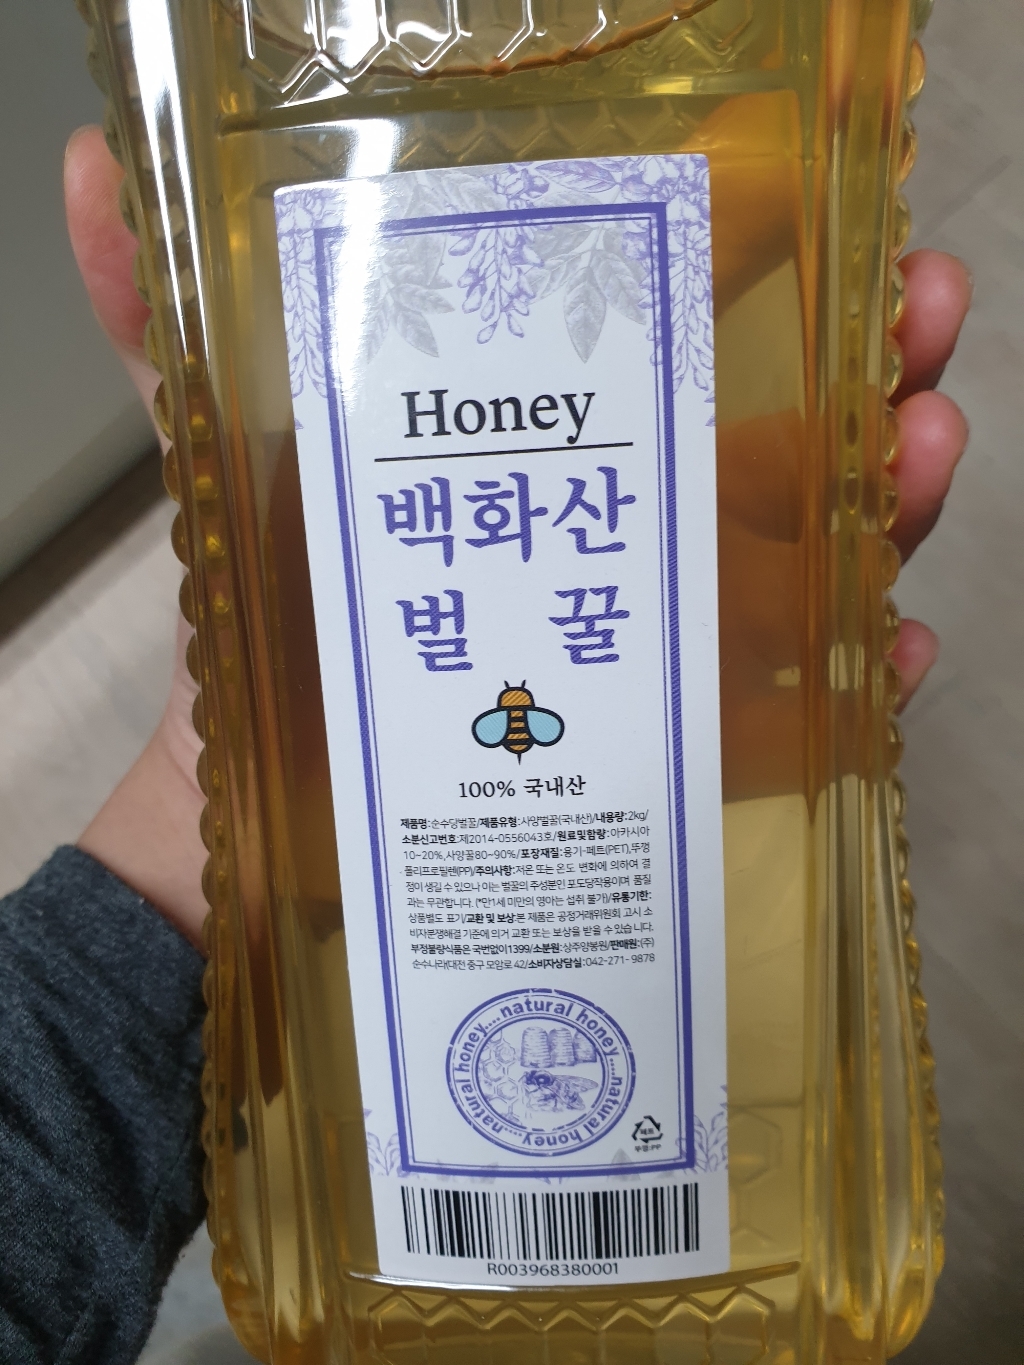 Honey
백화산
벌 꿀
100% 국내산
제품명:순수당벌꿀/제품유형:사양벌꿀(국내산)/내용량:2kg/
소분신고번호:제2014-0556043호/원료및함량:아카시아
10~20%,사양꿀80~90%/포장재질:용기-페트(PET),뚜껑
-폴리프로필렌(PP)/주의사항:저온 또는 온도 변화에 의하여 결
정이 생길 수 있으나 이는 벌꿀의 주성분인 포도당작용이며 품질
과는 무관합니다. (*만1세 미만의 영아는 섭취 불가)/유통기한:
상품별도 표기/교환 및 보상:본 제품은 공정거래위원회 고시 소
비자분쟁해결 기준에 의거 교환 또는 보상을 받을 수 있습니다.
부정불량식품은 국번없이1399/소분원:상주양봉원/판매원:(주)
순수나라(대전 중구 모암로 42/소비자상담실:042-271-9878
natural honey....natural honey....natural honey....
페트
뚜껑:PP
R003968380001